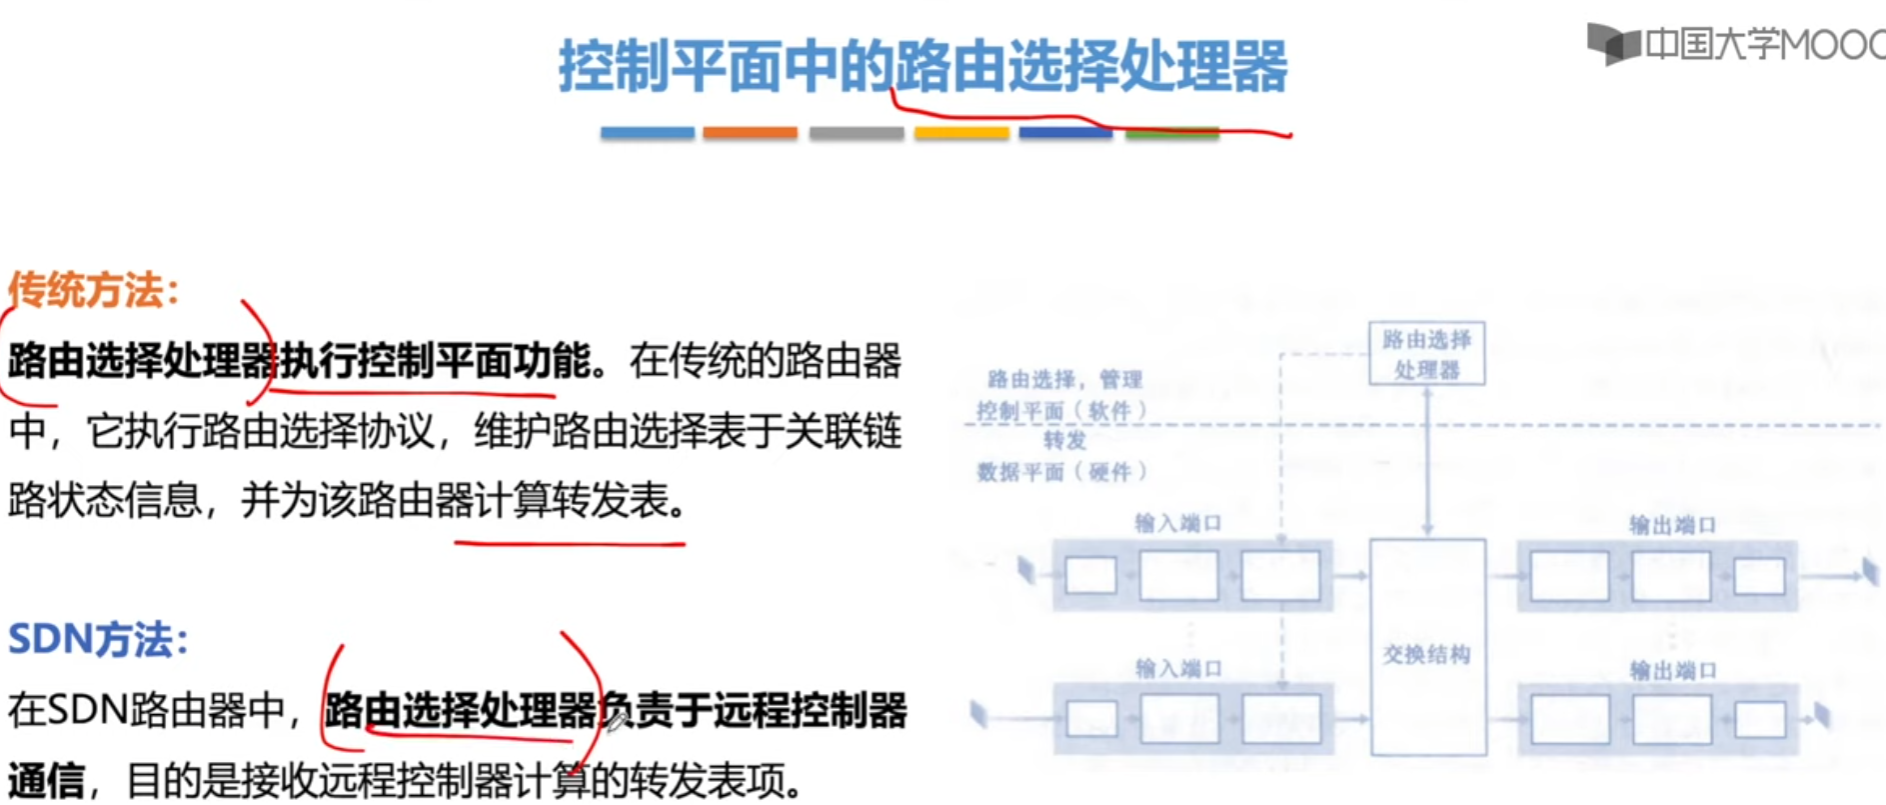 控制平面中的路由选择处理器
中国大学MOOC
传统方法：
路由选择处理器执行控制平面功能。在传统的路由器
中，它执行路由选择协议，维护路由选择表于关联链
路状态信息，并为该路由器计算转发表。
SDN方法：
在SDN路由器中，路由选择处理器负责于远程控制器
通信，目的是接收远程控制器计算的转发表项。
路由选择
处理器
路由选择，管理
控制平面（软件）
转发
数据平面（硬件）
输入端口
输出端口
交换结构
输入端口
输出端口